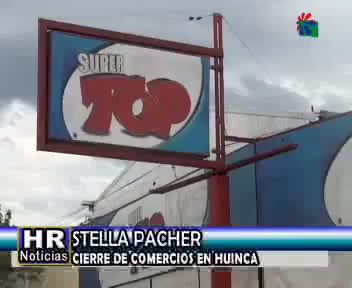 SUPER
TOP
HR
Noticias
STELLA PACHER
CIERRE DE COMERCIOS EN HUINCA